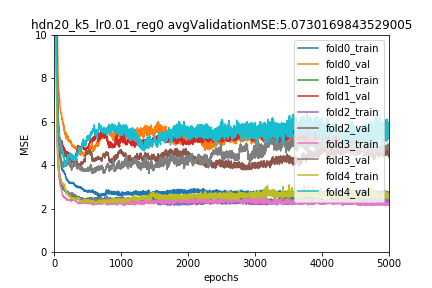 hdn20_k5_lr0.01_reg0 avgValidationMSE:5.0730169843529005
10
8
6
4
2
0
MSE
0
1000
2000
3000
4000
5000
epochs
fold0_train
fold0_val
fold1_train
fold1_val
fold2_train
fold2_val
fold3_train
fold3_val
fold4_train
fold4_val